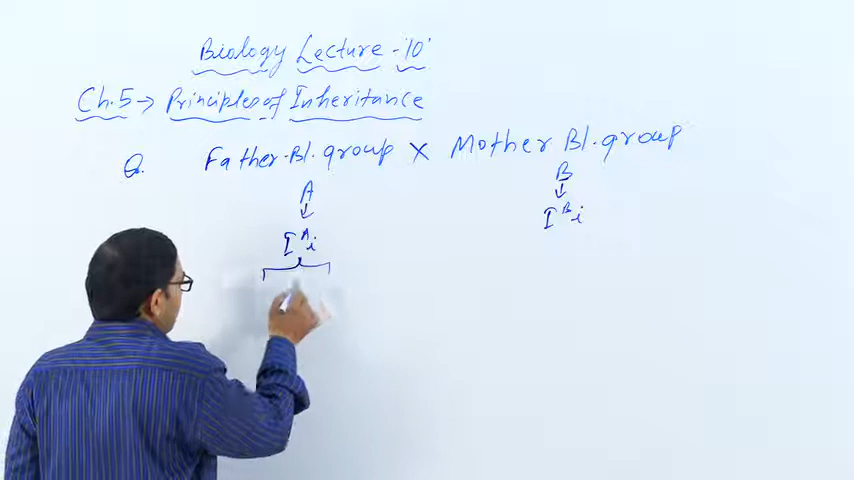 Biology Lecture - '10'
Ch.5 → Principles of Inheritance
Q. Father.Bl.group × Mother Bl.group
A B
↓ ↓
I^A i I^B i